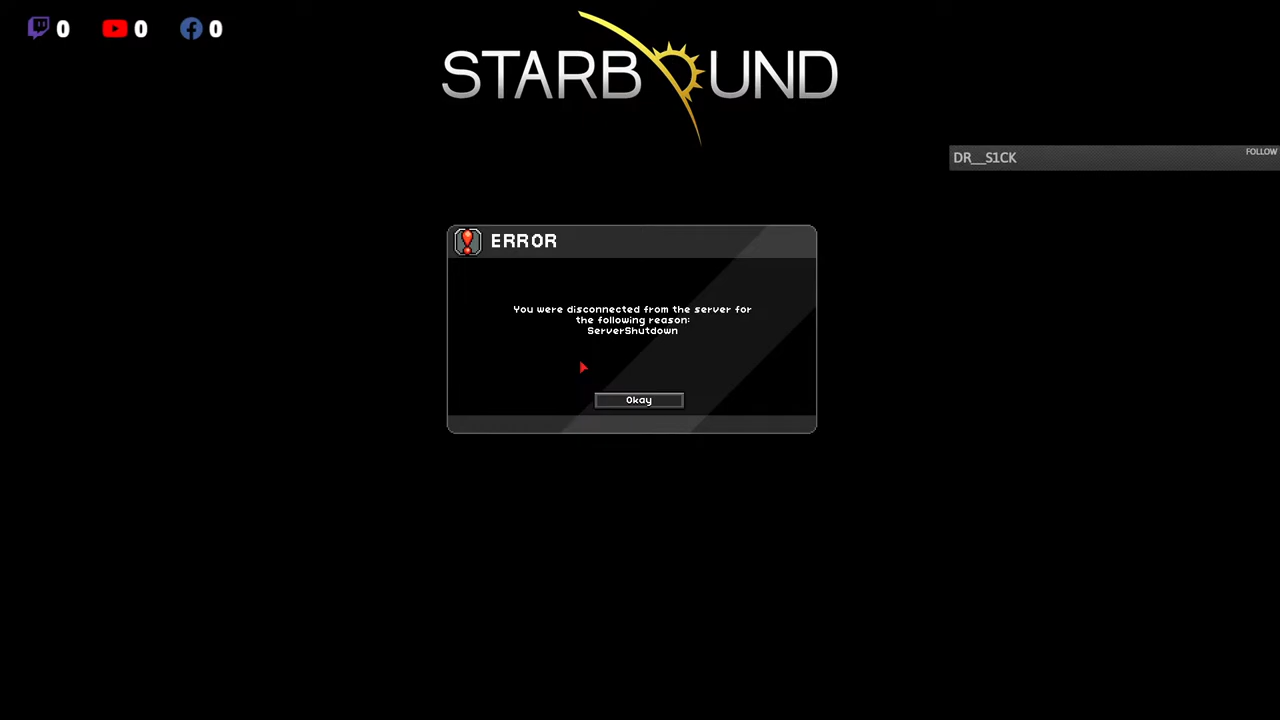 0 0 0
STARBOUND
FOLLOW
DR__S1CK
ERROR
You were disconnected from the server for
the following reason:
ServerShutdown
Okay